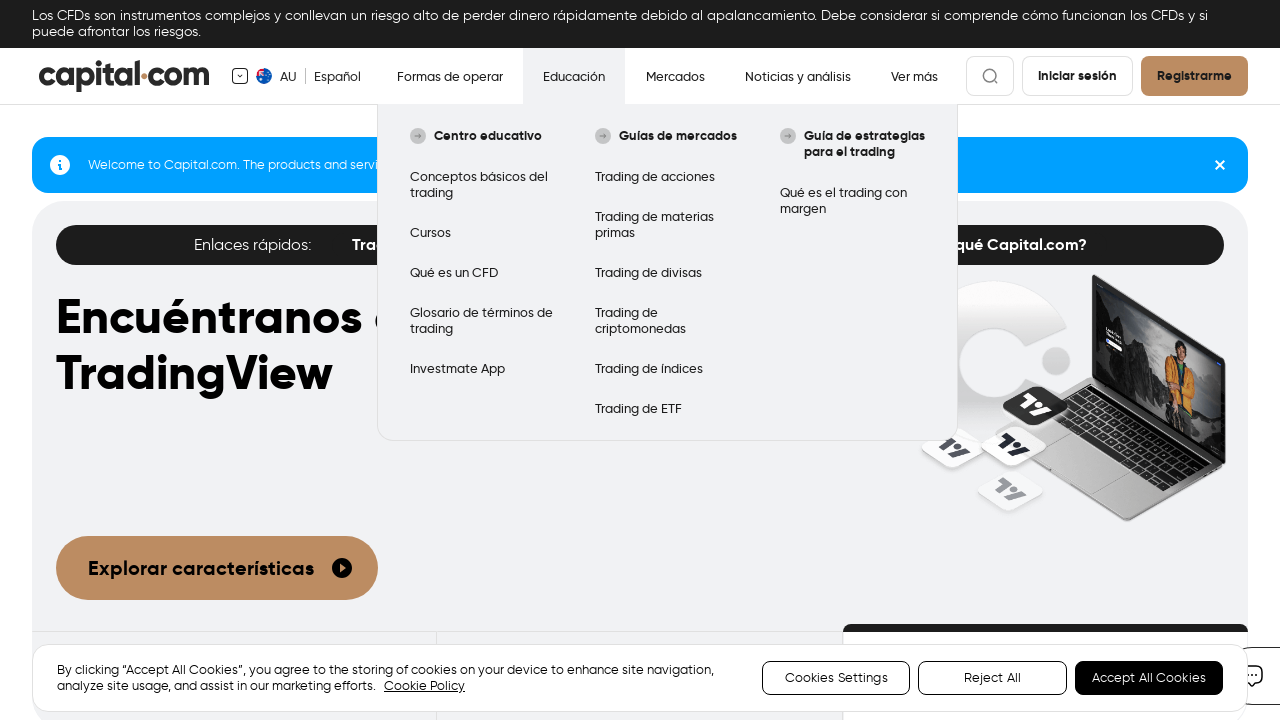 Los CFDs son instrumentos complejos y conllevan un riesgo alto de perder dinero rápidamente debido al apalancamiento. Debe considerar si comprende cómo funcionan los CFDs y si
puede afrontar los riesgos.
capital.com
AU
Español
Formas de operar
Educación
Mercados
Noticias y análisis
Ver más
Iniciar sesión
Registrarme
Centro educativo
Conceptos básicos del
trading
Cursos
Qué es un CFD
Glosario de términos de
trading
Investmate App
Guías de mercados
Trading de acciones
Trading de materias
primas
Trading de divisas
Trading de
criptomonedas
Trading de índices
Trading de ETF
Guía de estrategias
para el trading
Qué es el trading con
margen
Welcome to Capital.com. The products and servi
Enlaces rápidos:
qué Capital.com?
Encuéntranos
TradingView
Explorar características
By clicking “Accept All Cookies”, you agree to the storing of cookies on your device to enhance site navigation,
analyze site usage, and assist in our marketing efforts. Cookie Policy
Cookies Settings
Reject All
Accept All Cookies